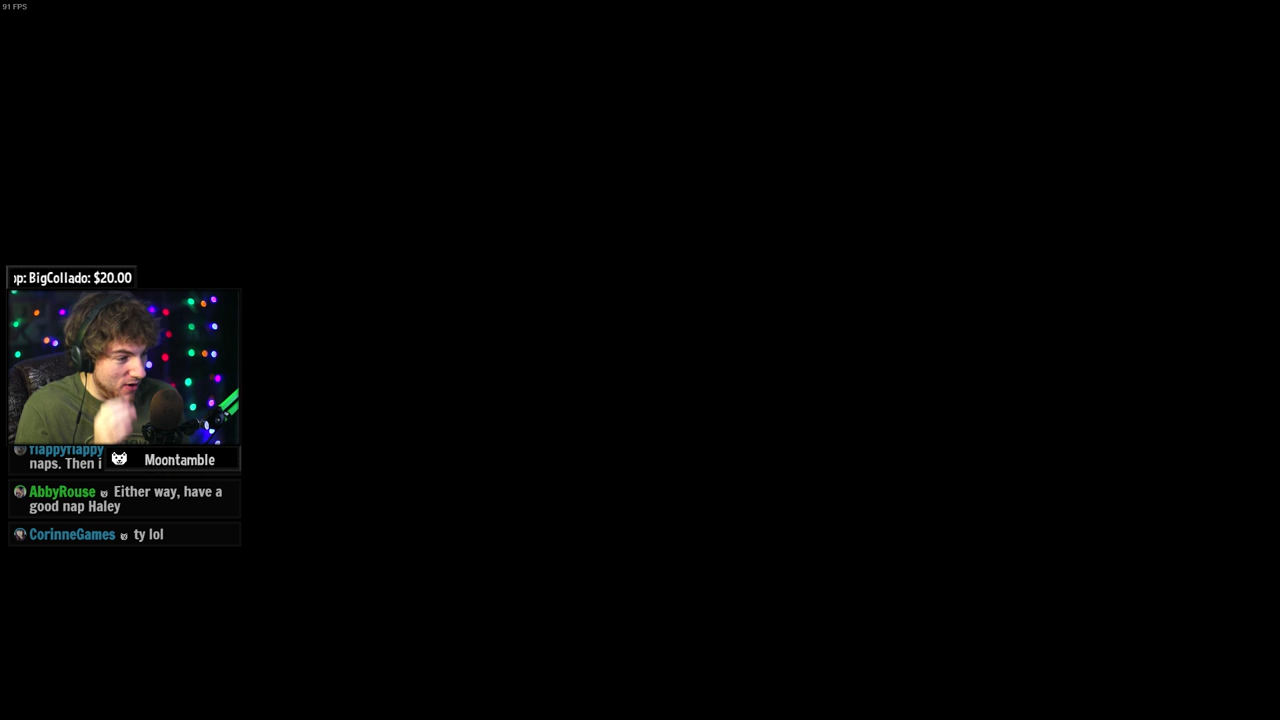 91 FPS
p: BigCollado: $20.00
flappyflappy
naps. Then i
Moontamble
AbbyRouse Either way, have a
good nap Haley
CorinneGames ty lol